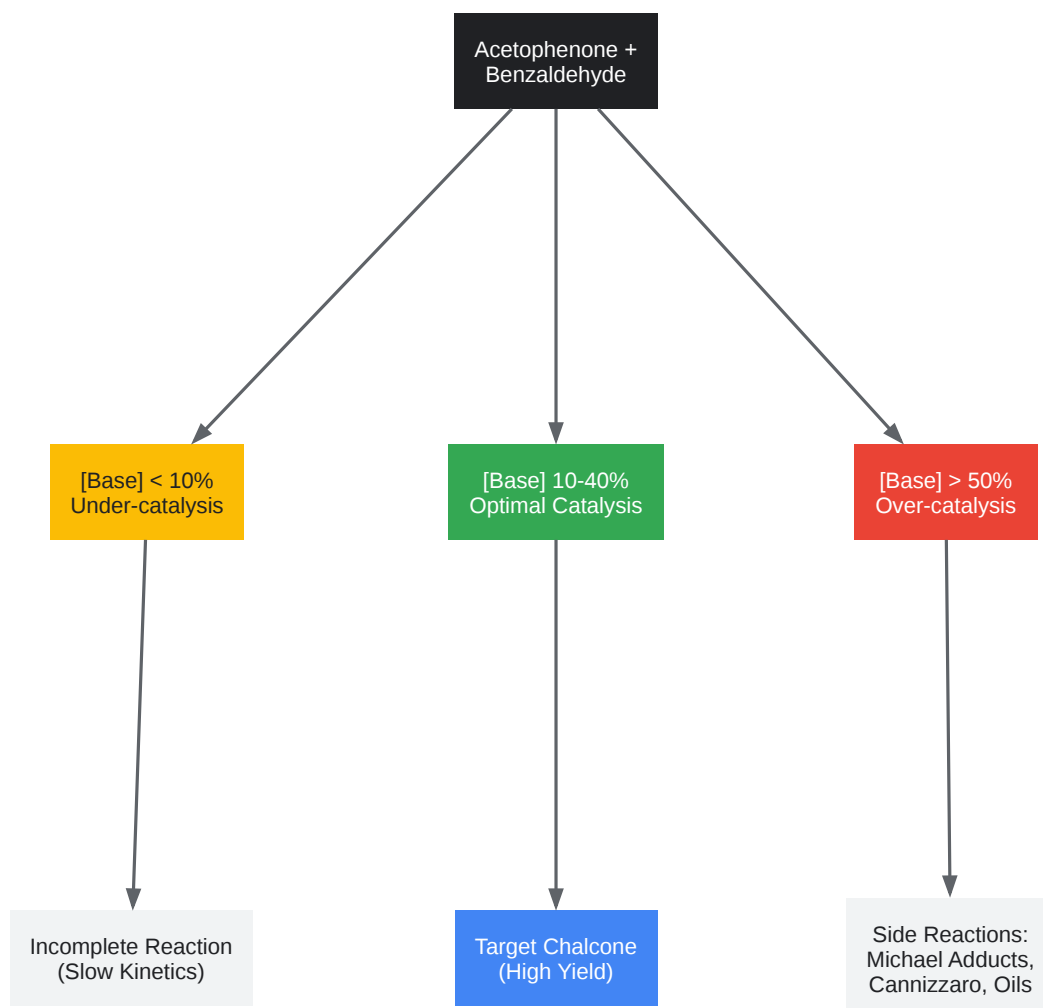 Acetophenone +
Benzaldehyde
[Base] < 10%
Under-catalysis
[Base] 10-40%
Optimal Catalysis
[Base] > 50%
Over-catalysis
Incomplete Reaction
(Slow Kinetics)
Target Chalcone
(High Yield)
Side Reactions:
Michael Adducts,
Cannizzaro, Oils